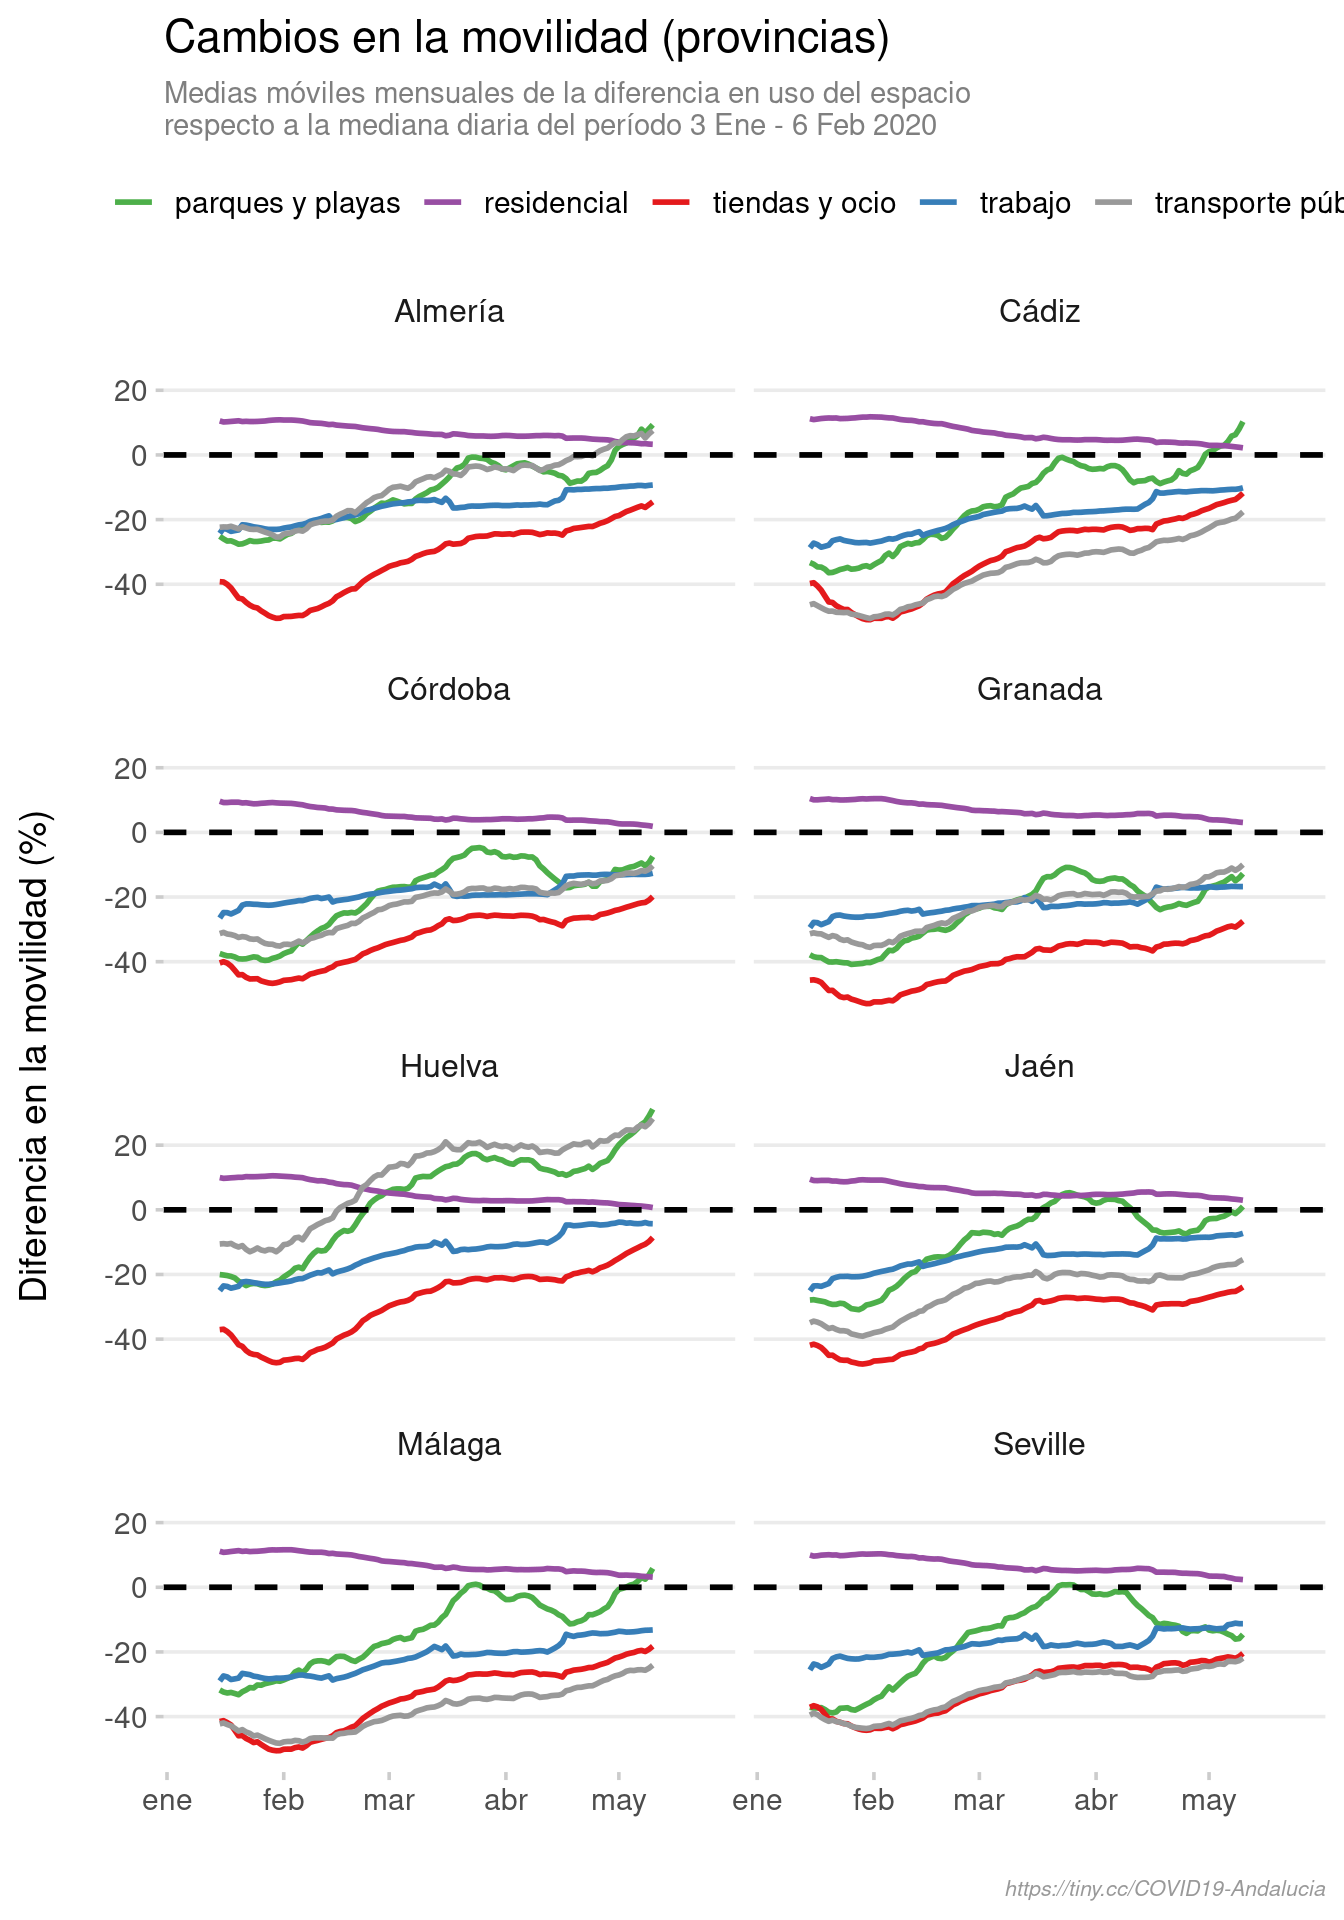 Cambios en la movilidad (provincias)
Medias móviles mensuales de la diferencia en uso del espacio
respecto a la mediana diaria del período 3 Ene - 6 Feb 2020
parques y playas residencial tiendas y ocio trabajo transporte púb
Almería Cádiz
20
0
-20
-40
Córdoba Granada
20
0
-20
-40
Diferencia en la movilidad (%)
Huelva Jaén
20
0
-20
-40
Málaga Seville
20
0
-20
-40
ene feb mar abr may ene feb mar abr may
https://tiny.cc/COVID19-Andalucia